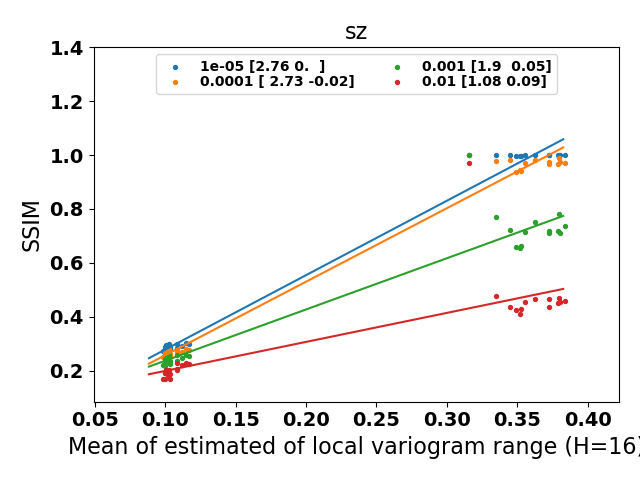 sz
1.4
1.2
1.0
0.8
0.6
0.4
0.2
SSIM
1e-05 [2.76 0.  ]
0.0001 [ 2.73 -0.02]
0.001 [1.9  0.05]
0.01 [1.08 0.09]
0.05 0.10 0.15 0.20 0.25 0.30 0.35 0.40
Mean of estimated of local variogram range (H=16)